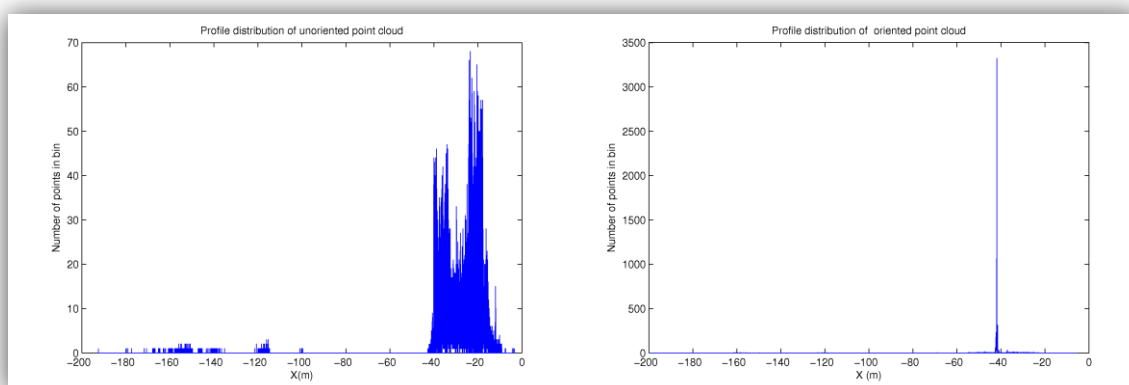 Profile distribution of unoriented point cloud
70
60
50
40
30
20
10
0
Number of points in bin
−200 −180 −160 −140 −120 −100 −80 −60 −40 −20 0
X(m)
Profile distribution of  oriented point cloud
3500
3000
2500
2000
1500
1000
500
0
Number of points in bin
−200 −180 −160 −140 −120 −100 −80 −60 −40 −20 0
X (m)